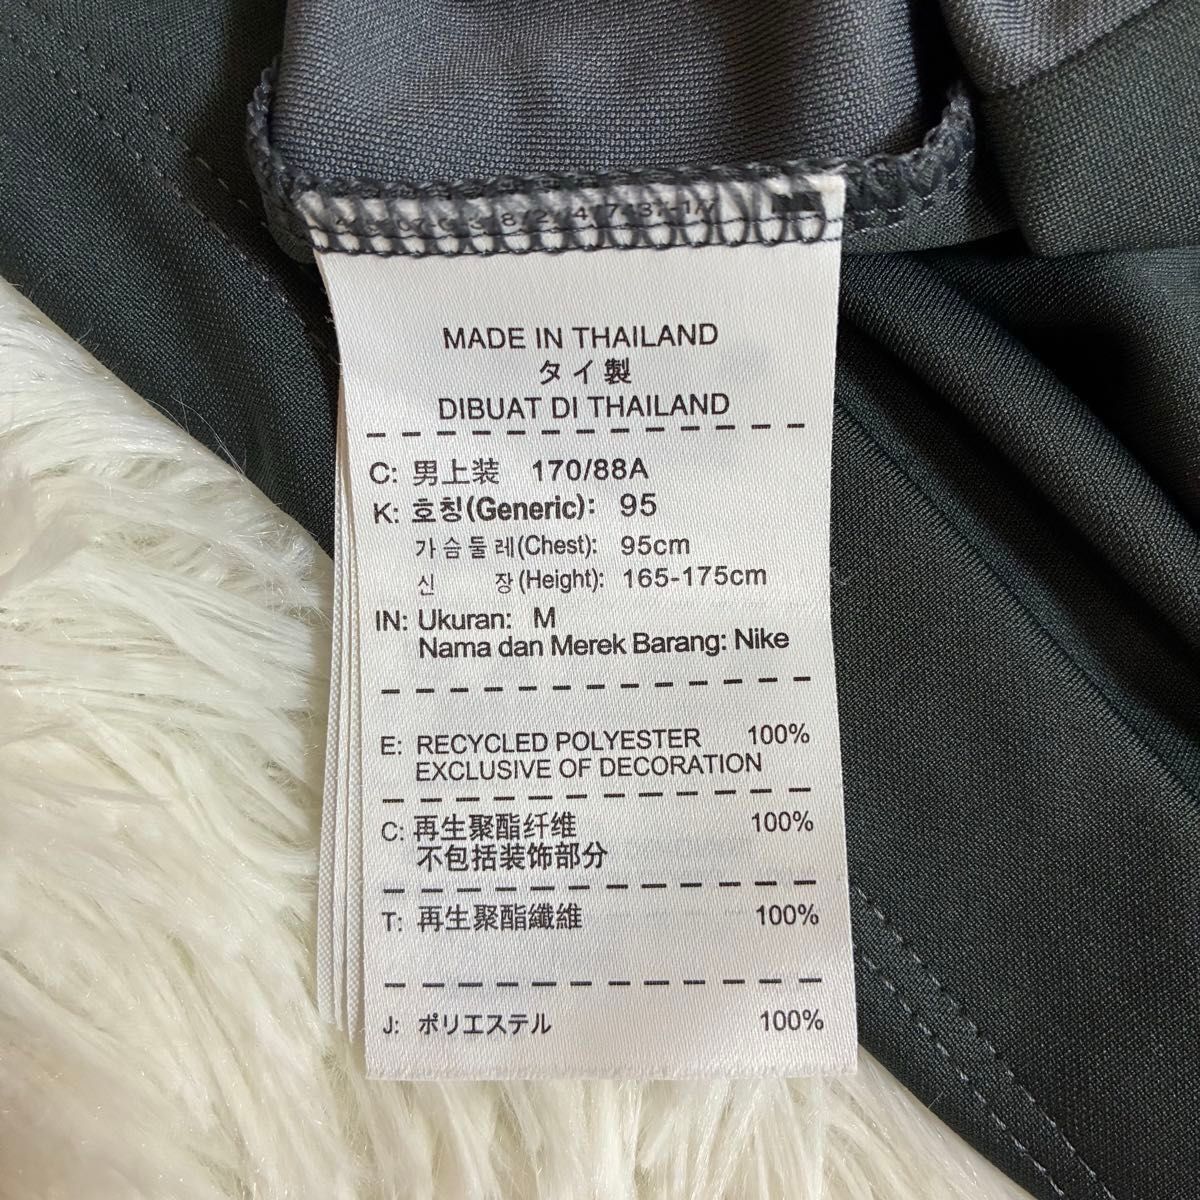 MADE IN THAILAND
タイ製
DIBUAT DI THAILAND
C: 男上装 170/88A
K: 호칭(Generic): 95
가슴둘레(Chest): 95cm
신 장(Height): 165-175cm
IN: Ukuran: M
Nama dan Merek Barang: Nike
E: RECYCLED POLYESTER 100%
EXCLUSIVE OF DECORATION
C: 再生聚酯纤维 100%
不包括装饰部分
T: 再生聚酯纖維 100%
J: ポリエステル 100%